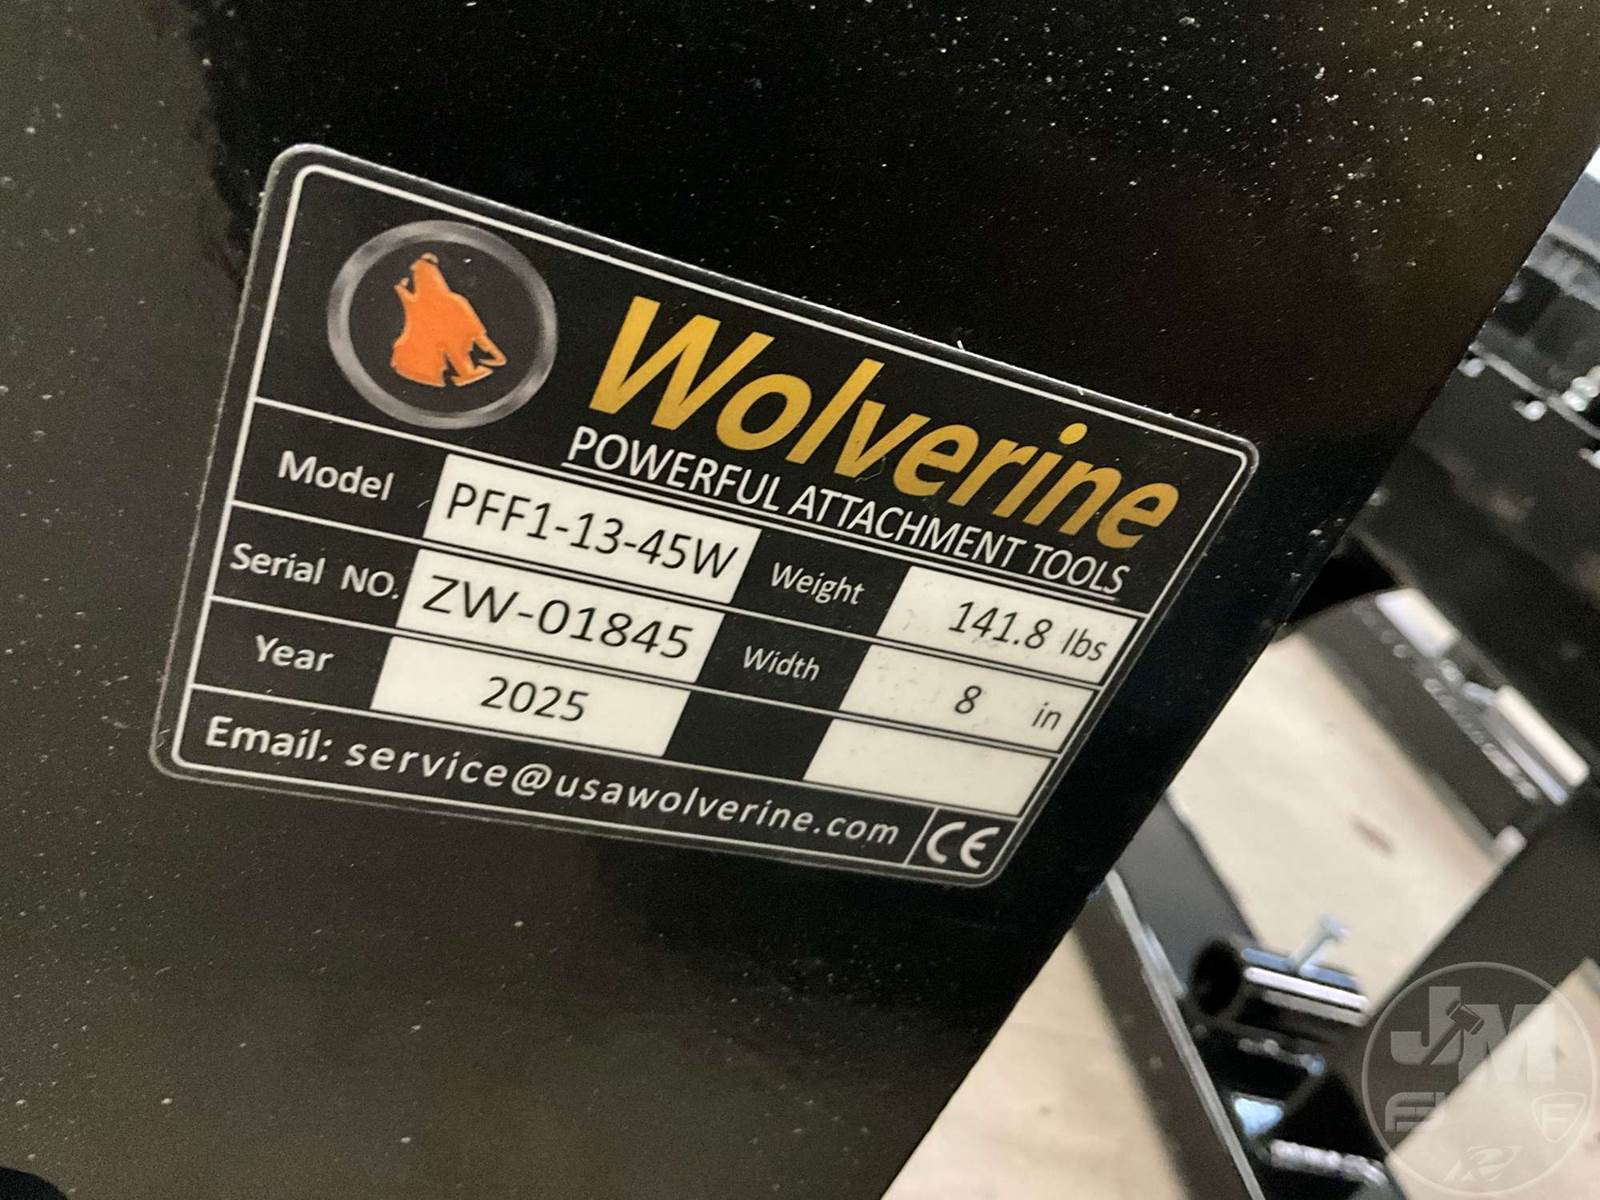 Wolverine
POWERFUL ATTACHMENT TOOLS
Model PFF1-13-45W Weight 141.8 lbs
Serial NO. ZW-01845 Width 8 in
Year 2025
Email: service@usawolverine.com CE
JM